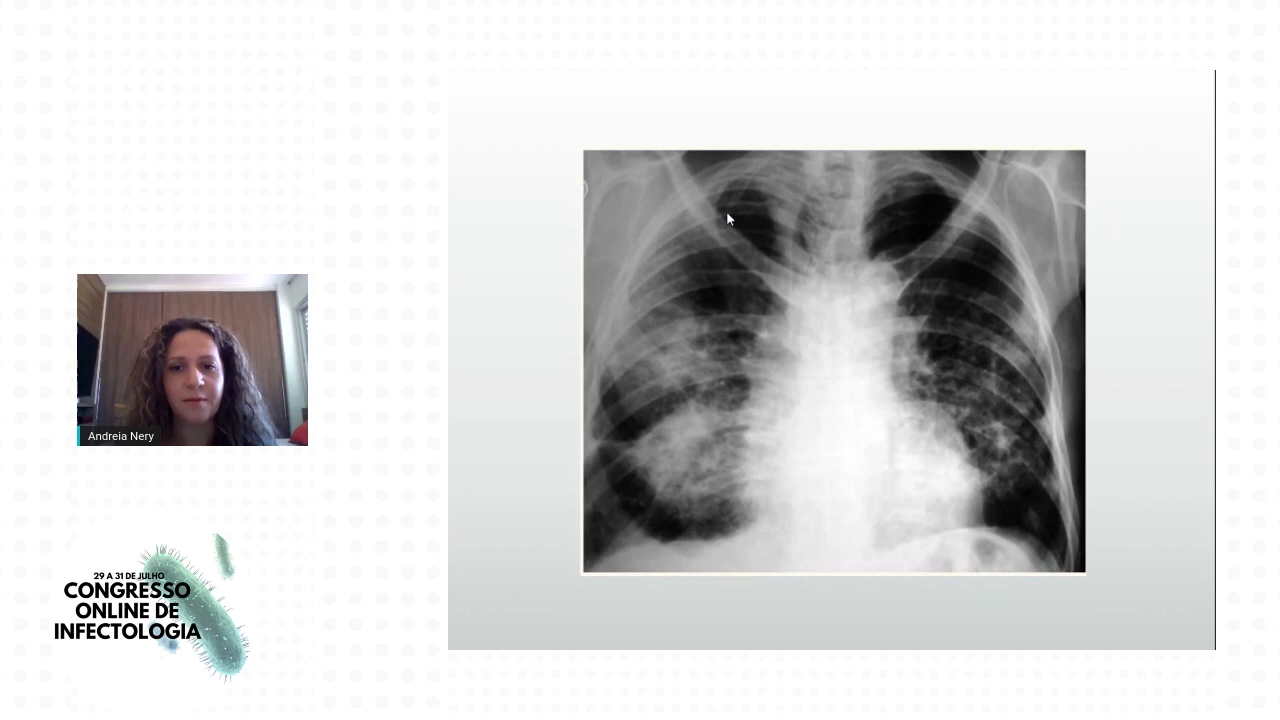 Andreia Nery
29 A 31 DE JULHO
CONGRESSO
ONLINE DE
INFECTOLOGIA